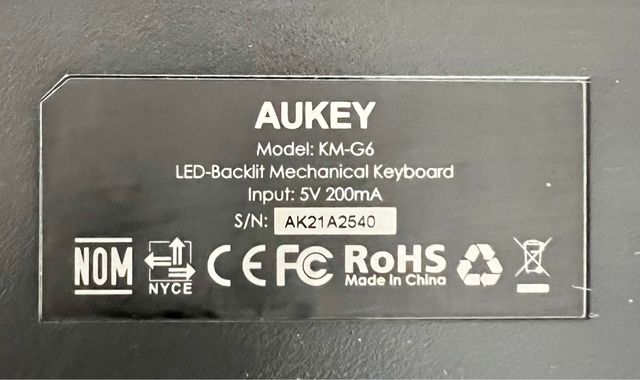 AUKEY
Model: KM-G6
LED-Backlit Mechanical Keyboard
Input: 5V 200mA
S/N: AK21A2540
NOM NYCE CE FC RoHS
Made In China